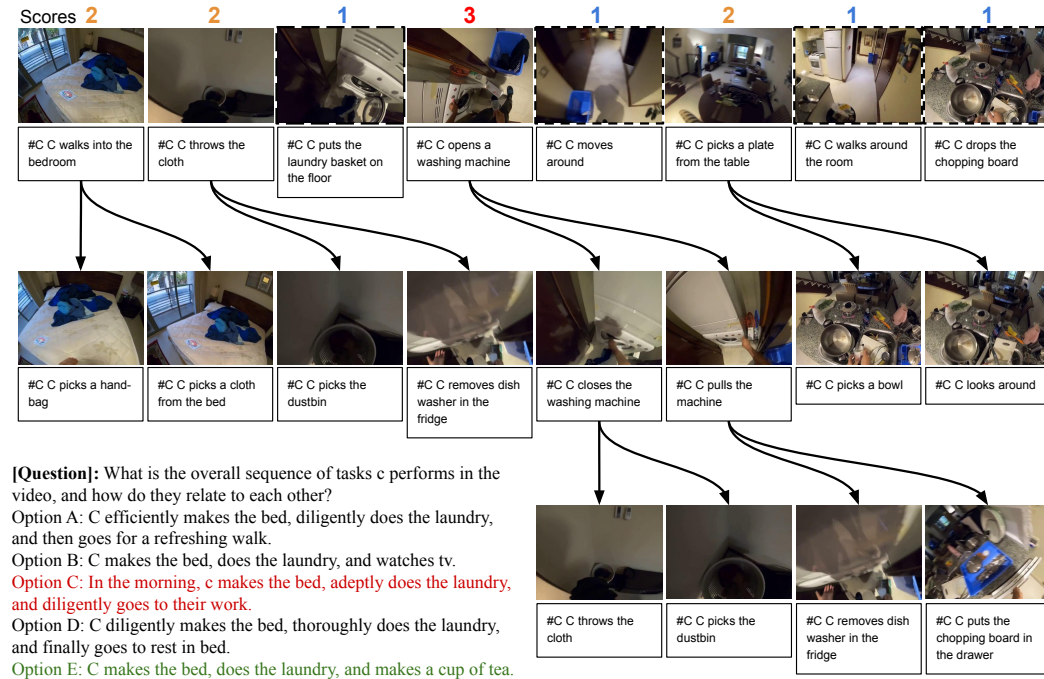 Scores 2 2 1 3 1 2 1 1
#C C walks into the
bedroom
#C C throws the
cloth
#C C puts the
laundry basket on
the floor
#C C opens a
washing machine
#C C moves
around
#C C picks a plate
from the table
#C C walks around
the room
#C C drops the
chopping board
#C C picks a hand-
bag
#C C picks a cloth
from the bed
#C C picks the
dustbin
#C C removes dish
washer in the
fridge
#C C closes the
washing machine
#C C pulls the
machine
#C C picks a bowl
#C C looks around
[Question]: What is the overall sequence of tasks c performs in the
video, and how do they relate to each other?
Option A: C efficiently makes the bed, diligently does the laundry,
and then goes for a refreshing walk.
Option B: C makes the bed, does the laundry, and watches tv.
Option C: In the morning, c makes the bed, adeptly does the laundry,
and diligently goes to their work.
Option D: C diligently makes the bed, thoroughly does the laundry,
and finally goes to rest in bed.
Option E: C makes the bed, does the laundry, and makes a cup of tea.
#C C throws the
cloth
#C C picks the
dustbin
#C C removes dish
washer in the
fridge
#C C puts the
chopping board in
the drawer